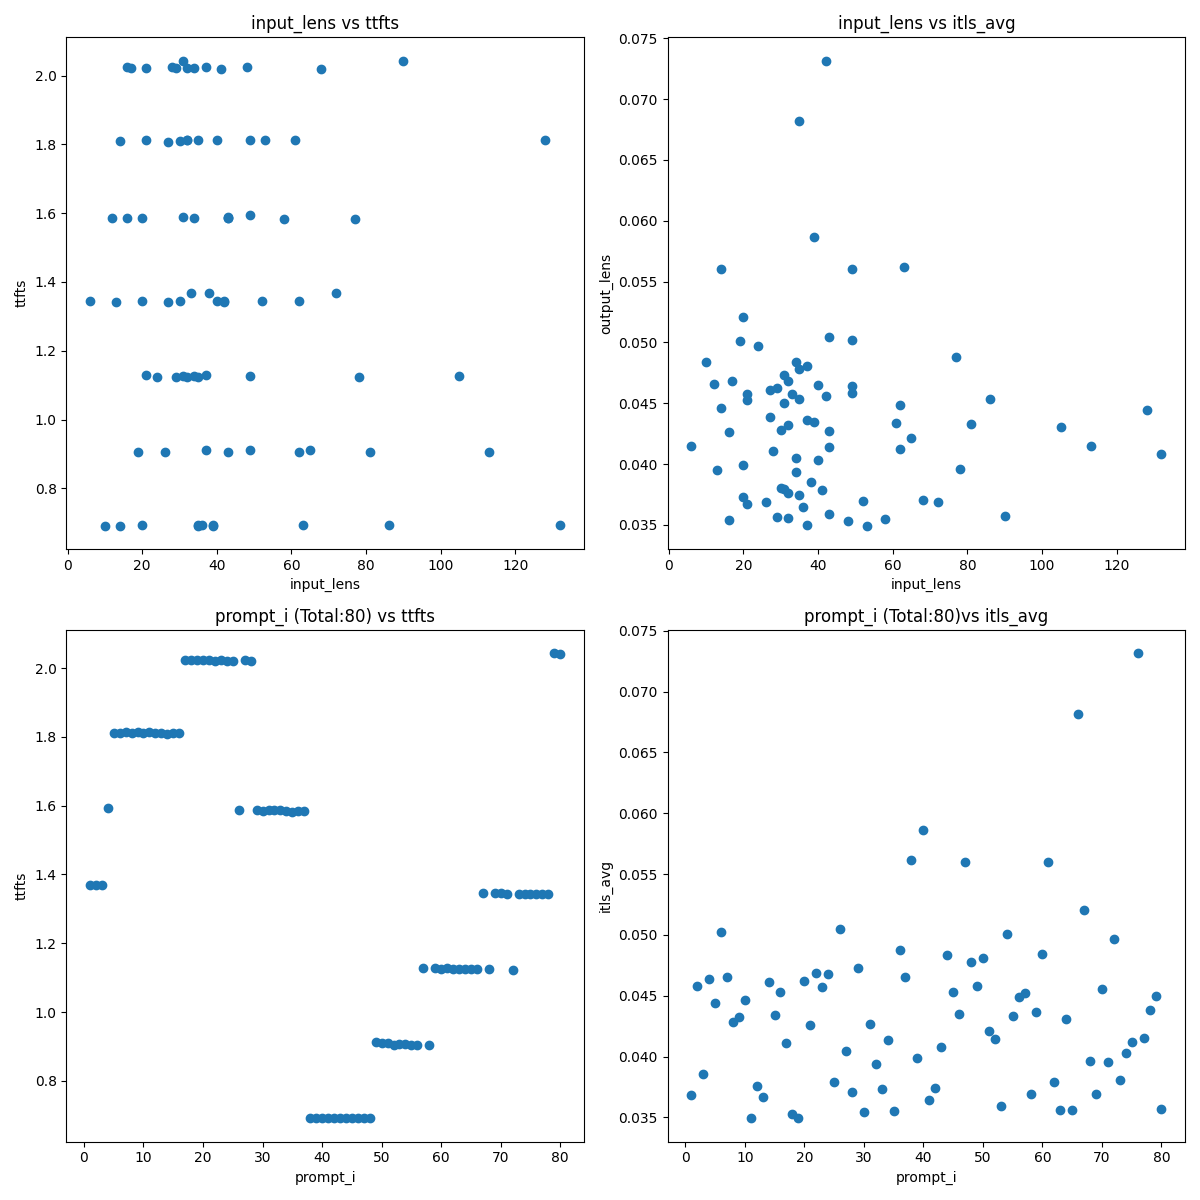 input_lens vs ttfts
2.0
1.8
1.6
1.4
1.2
1.0
0.8
ttfts
0 20 40 60 80 100 120
input_lens
input_lens vs itls_avg
0.075
0.070
0.065
0.060
0.055
0.050
0.045
0.040
0.035
output_lens
0 20 40 60 80 100 120
input_lens
prompt_i (Total:80) vs ttfts
2.0
1.8
1.6
1.4
1.2
1.0
0.8
ttfts
0 10 20 30 40 50 60 70 80
prompt_i
prompt_i (Total:80)vs itls_avg
0.075
0.070
0.065
0.060
0.055
0.050
0.045
0.040
0.035
itls_avg
0 10 20 30 40 50 60 70 80
prompt_i